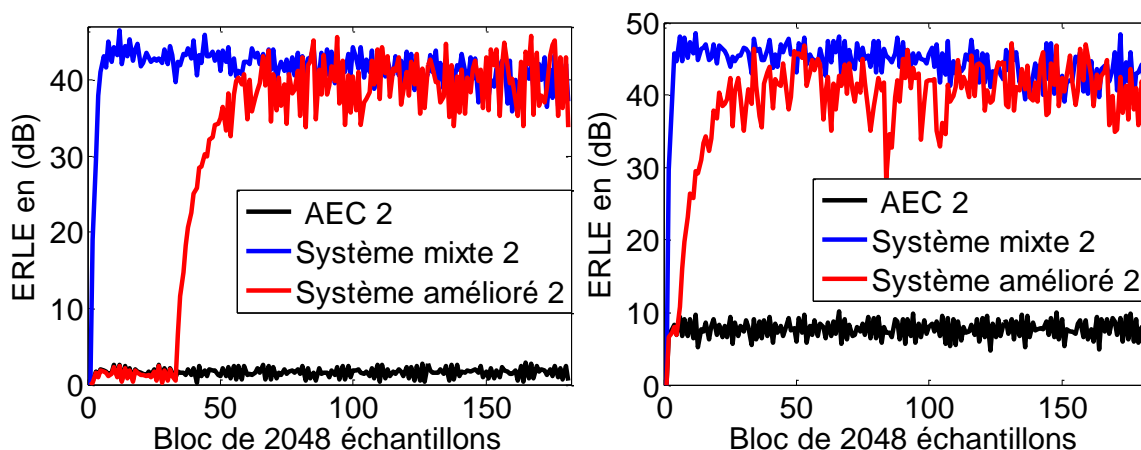 ERLE en (dB)
40
30
20
10
0
0
50
100
150
Bloc de 2048 échantillons
AEC 2
Système mixte 2
Système amélioré 2
ERLE en (dB)
50
40
30
20
10
0
0
50
100
150
Bloc de 2048 échantillons
AEC 2
Système mixte 2
Système amélioré 2